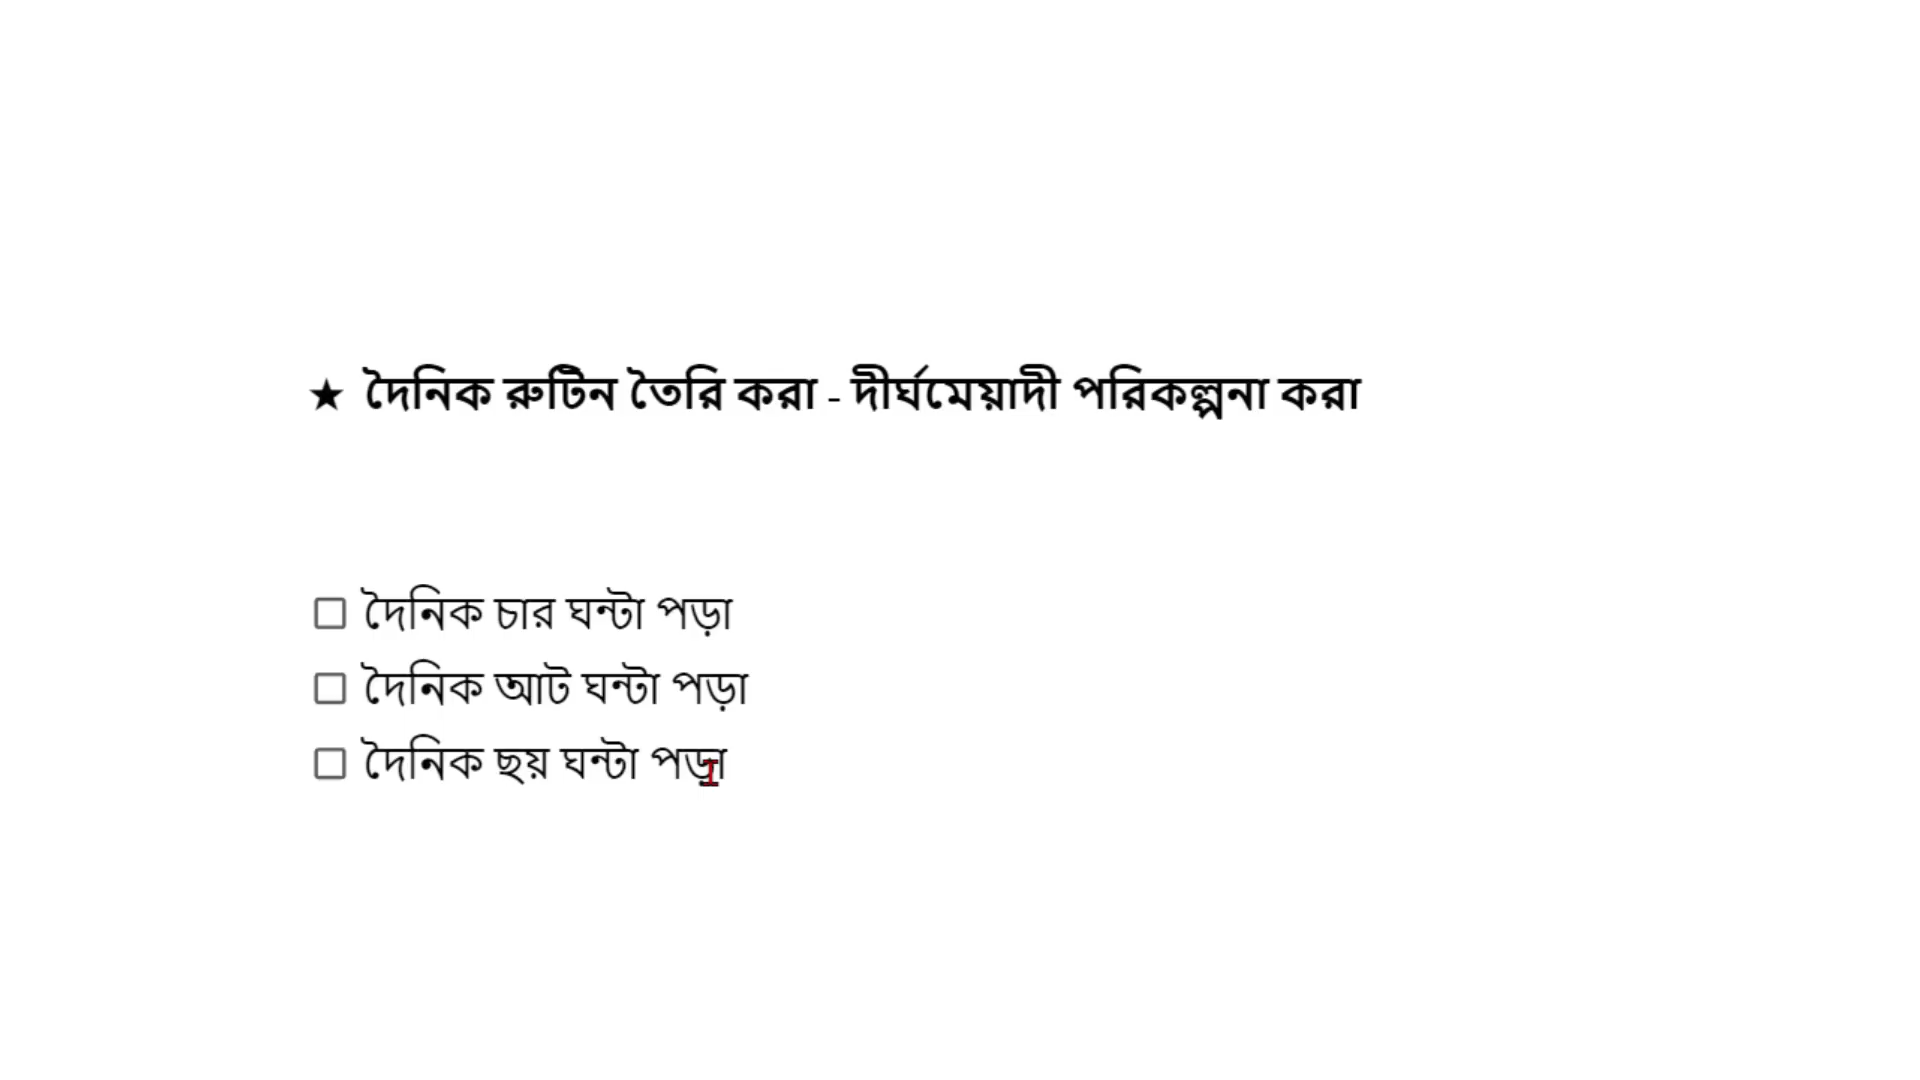 ★ দৈনিক রুটিন তৈরি করা - দীর্ঘমেয়াদী পরিকল্পনা করা
☐ দৈনিক চার ঘন্টা পড়া
☐ দৈনিক আট ঘন্টা পড়া
☐ দৈনিক ছয় ঘন্টা পড়া